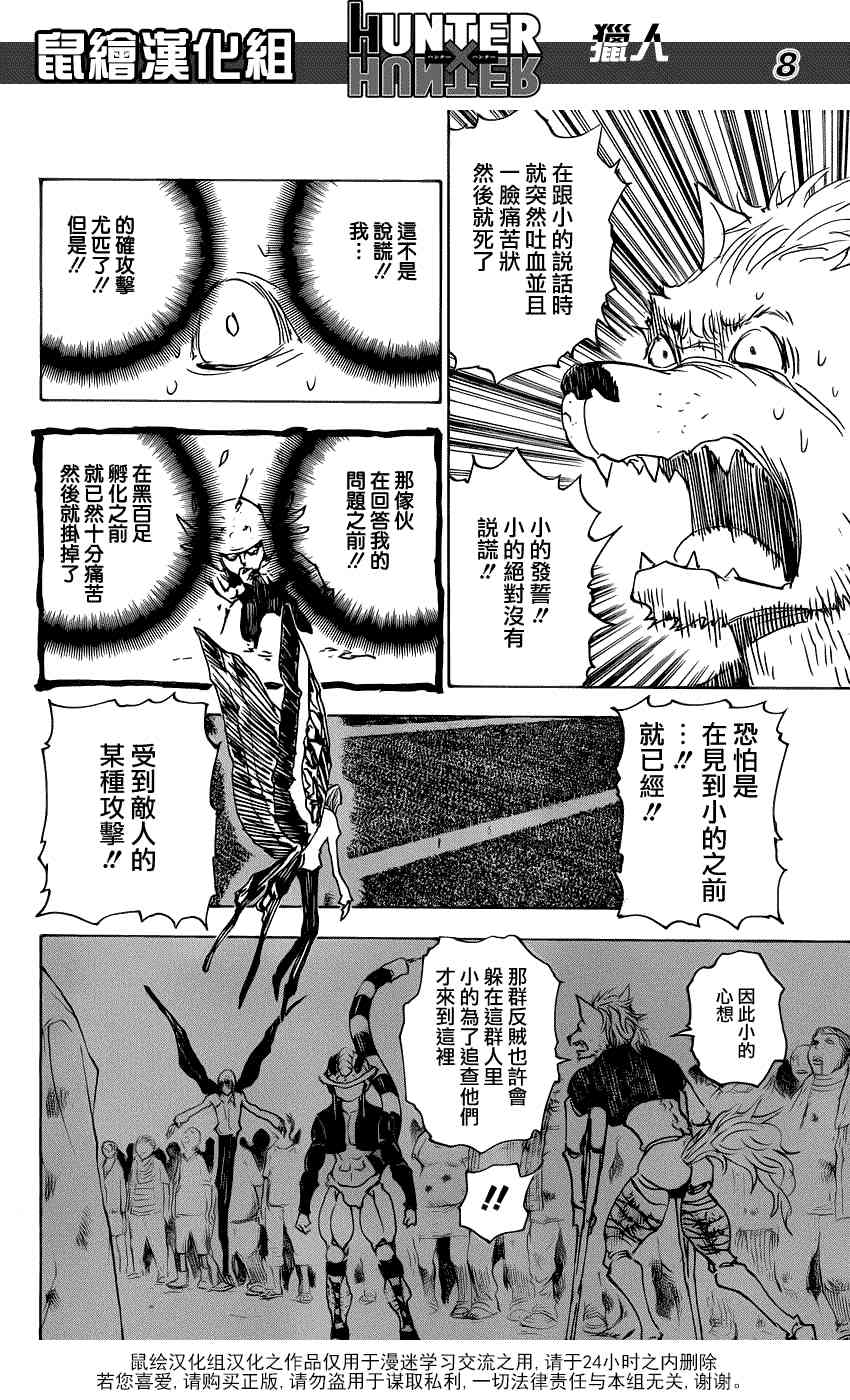 鼠繪漢化組
HUNTER
×
HUNTER
ハンター
ハンター
獵人
8
在跟小的説話時
就突然吐血並且
一臉痛苦狀
然後就死了
小的發誓!!
小的絕對沒有
説謊!!
這不是
說謊!!
我…
的確攻擊
尤匹了!!
但是!!
那傢伙
在回答我的
問題之前!!
在黑百足
孵化之前
就已然十分痛苦
然後就掛掉了
恐怕是
在見到小的之前
…!!
就已經!!
受到敵人的
某種攻擊!!
因此小的
心想
那群反賊也許會
躲在這群人里
小的為了追查他們
才來到這裡
!!
鼠绘汉化组汉化之作品仅用于漫迷学习交流之用, 请于24小时之内删除
若您喜爱, 请购买正版, 请勿盗用于谋取私利, 一切法律责任与本组无关, 谢谢。